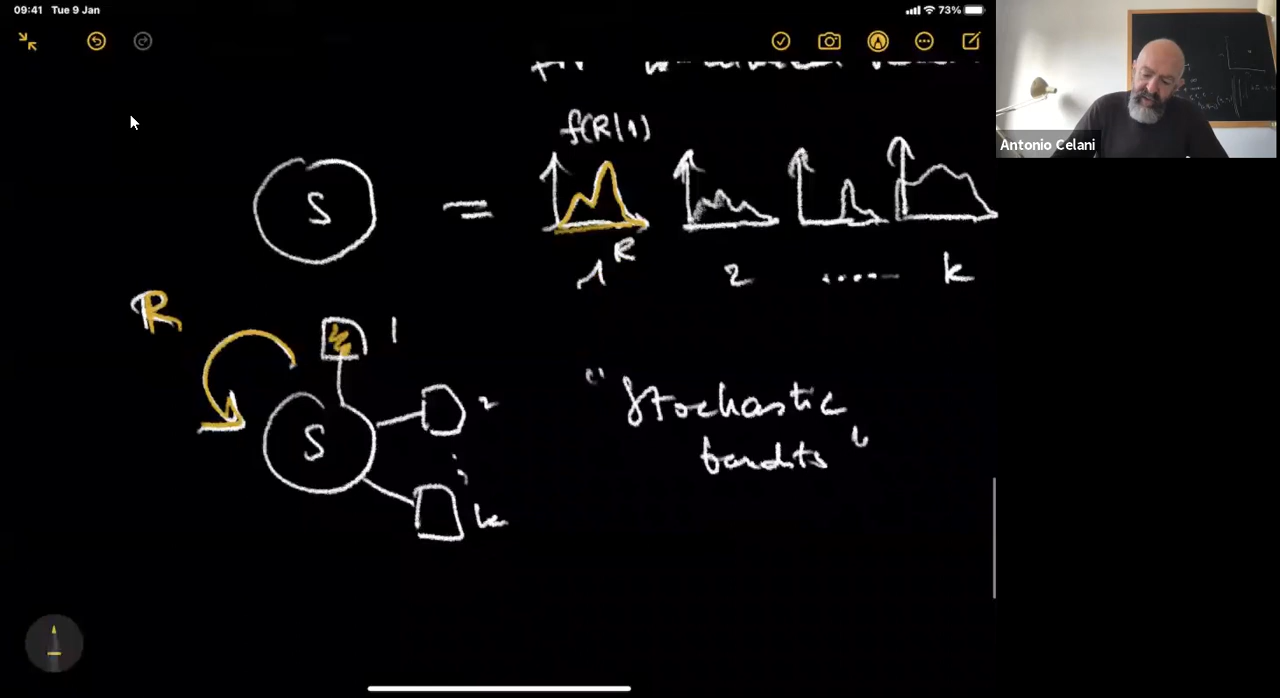 09:41 Tue 9 Jan
73%
Antonio Celani
f(R|1)
S =
R
1 2 ..... k
R
1
2
S
k
"Stochastic
bandits"